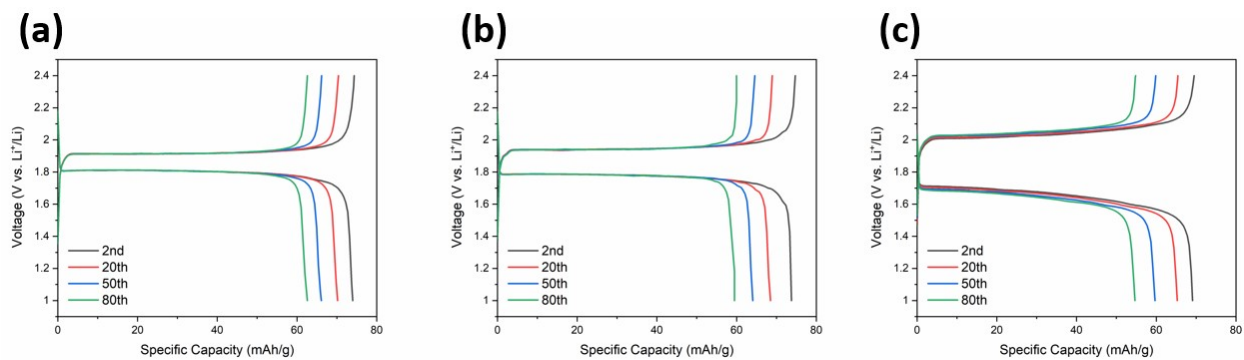 (a)
2.4
2.2
2
1.8
1.6
1.4
1.2
1
Voltage (V vs. Li⁺/Li)
2nd
20th
50th
80th
0 20 40 60 80
Specific Capacity (mAh/g)
(b)
2.4
2.2
2
1.8
1.6
1.4
1.2
1
Voltage (V vs. Li⁺/Li)
2nd
20th
50th
80th
0 20 40 60 80
Specific Capacity (mAh/g)
(c)
2.4
2.2
2
1.8
1.6
1.4
1.2
1
Voltage (V vs. Li⁺/Li)
2nd
20th
50th
80th
0 20 40 60 80
Specific Capacity (mAh/g)